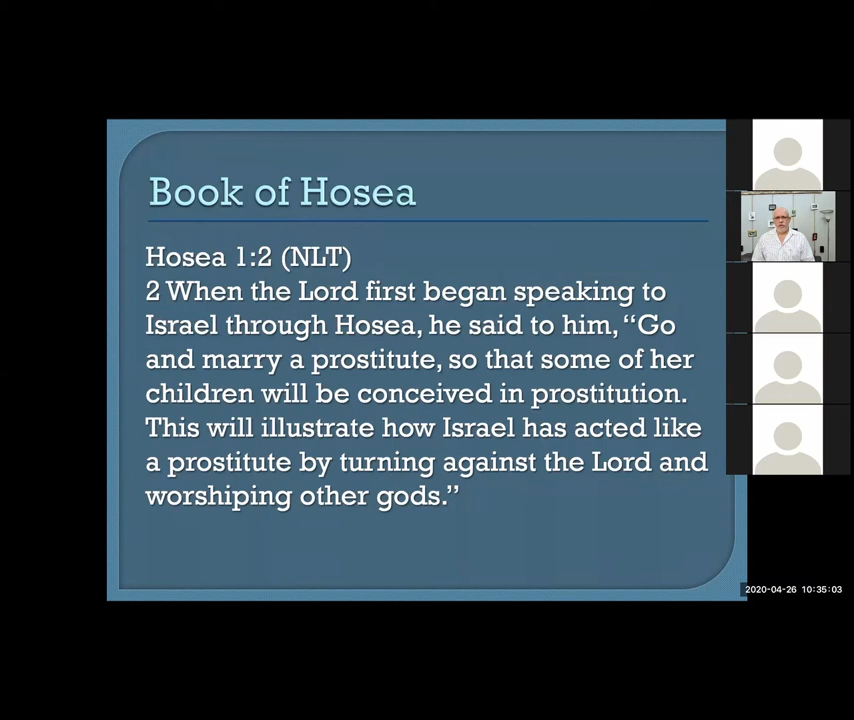 Book of Hosea
Hosea 1:2 (NLT)
2 When the Lord first began speaking to
Israel through Hosea, he said to him, “Go
and marry a prostitute, so that some of her
children will be conceived in prostitution.
This will illustrate how Israel has acted like
a prostitute by turning against the Lord and
worshiping other gods.”
2020-04-26 10:35:03